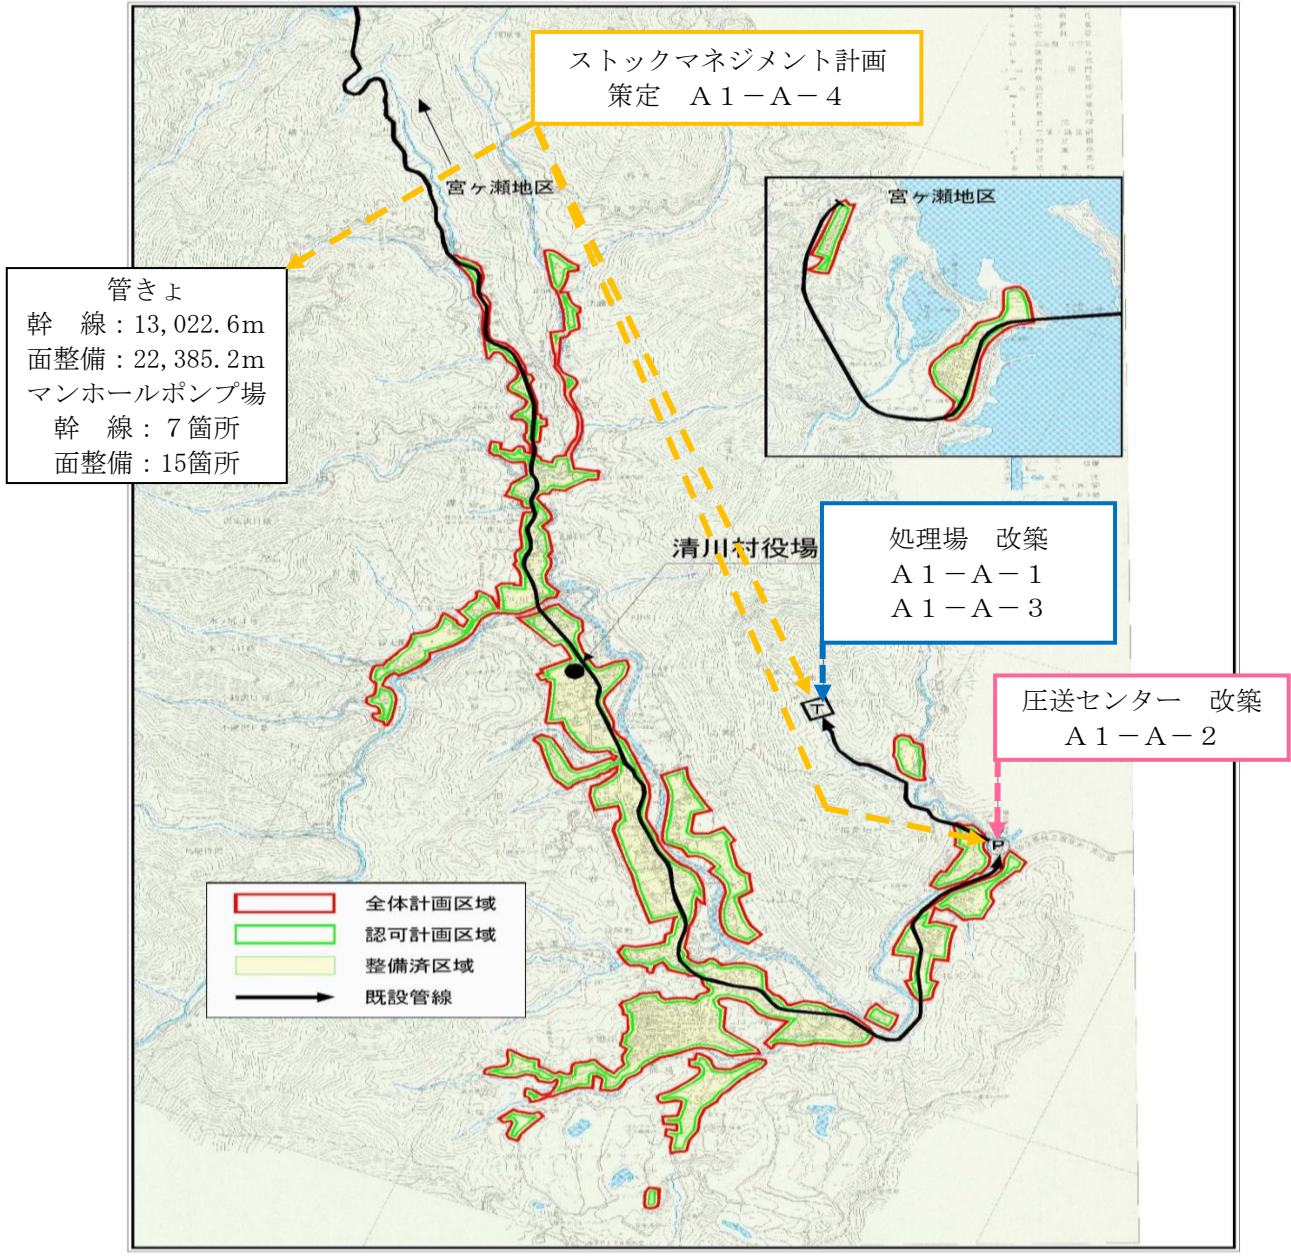 ストックマネジメント計画
策定　Ａ１－Ａ－４
宮ヶ瀬地区
宮ヶ瀬地区
管きょ
幹　線：13,022.6m
面整備：22,385.2m
マンホールポンプ場
幹　線：７箇所
面整備：15箇所
清川村役場
処理場　改築
Ａ１－Ａ－１
Ａ１－Ａ－３
圧送センター　改築
Ａ１－Ａ－２
T
P
全体計画区域
認可計画区域
整備済区域
既設管線